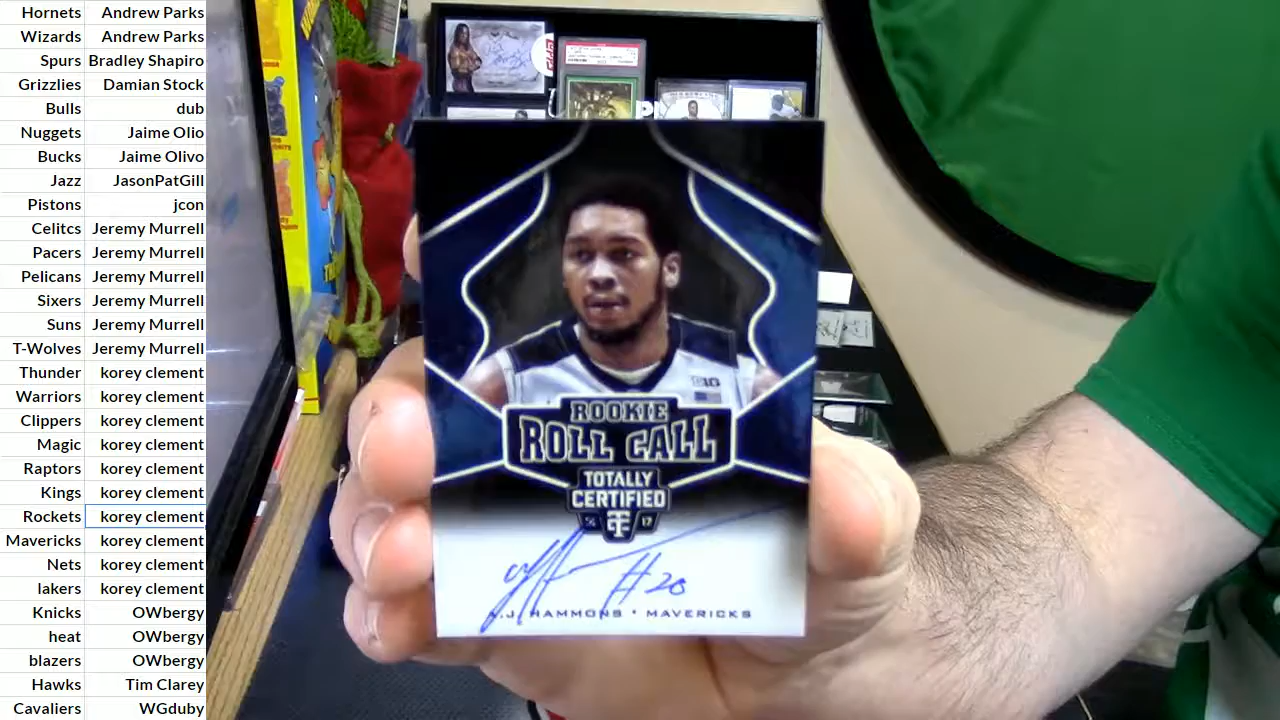 Hornets Andrew Parks
Wizards Andrew Parks
Spurs Bradley Shapiro
Grizzlies Damian Stock
Bulls dub
Nuggets Jaime Olio
Bucks Jaime Olivo
Jazz JasonPatGill
Pistons jcon
Celitcs Jeremy Murrell
Pacers Jeremy Murrell
Pelicans Jeremy Murrell
Sixers Jeremy Murrell
Suns Jeremy Murrell
T-Wolves Jeremy Murrell
Thunder korey clement
Warriors korey clement
Clippers korey clement
Magic korey clement
Raptors korey clement
Kings korey clement
Rockets korey clement
Mavericks korey clement
Nets korey clement
lakers korey clement
Knicks OWbergy
heat OWbergy
blazers OWbergy
Hawks Tim Clarey
Cavaliers WGduby
B1G
ROOKIE
ROLL CALL
TOTALLY
CERTIFIED
16 17
#20
A.J. HAMMONS • MAVERICKS